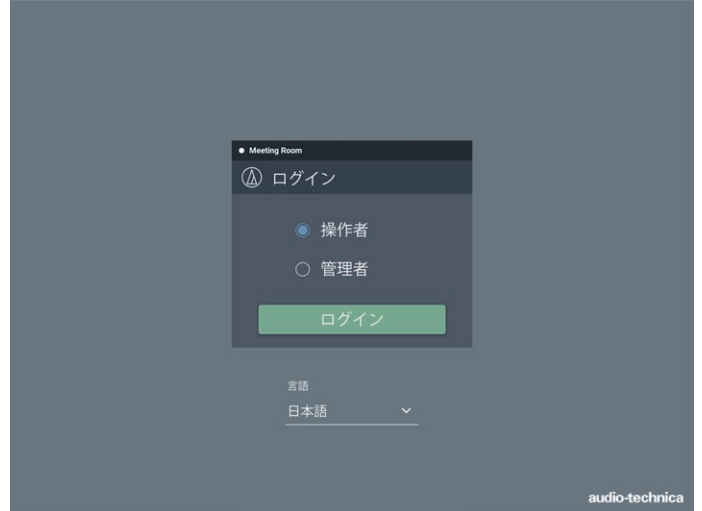 Meeting Room
ログイン
操作者
管理者
ログイン
言語
日本語
audio-technica